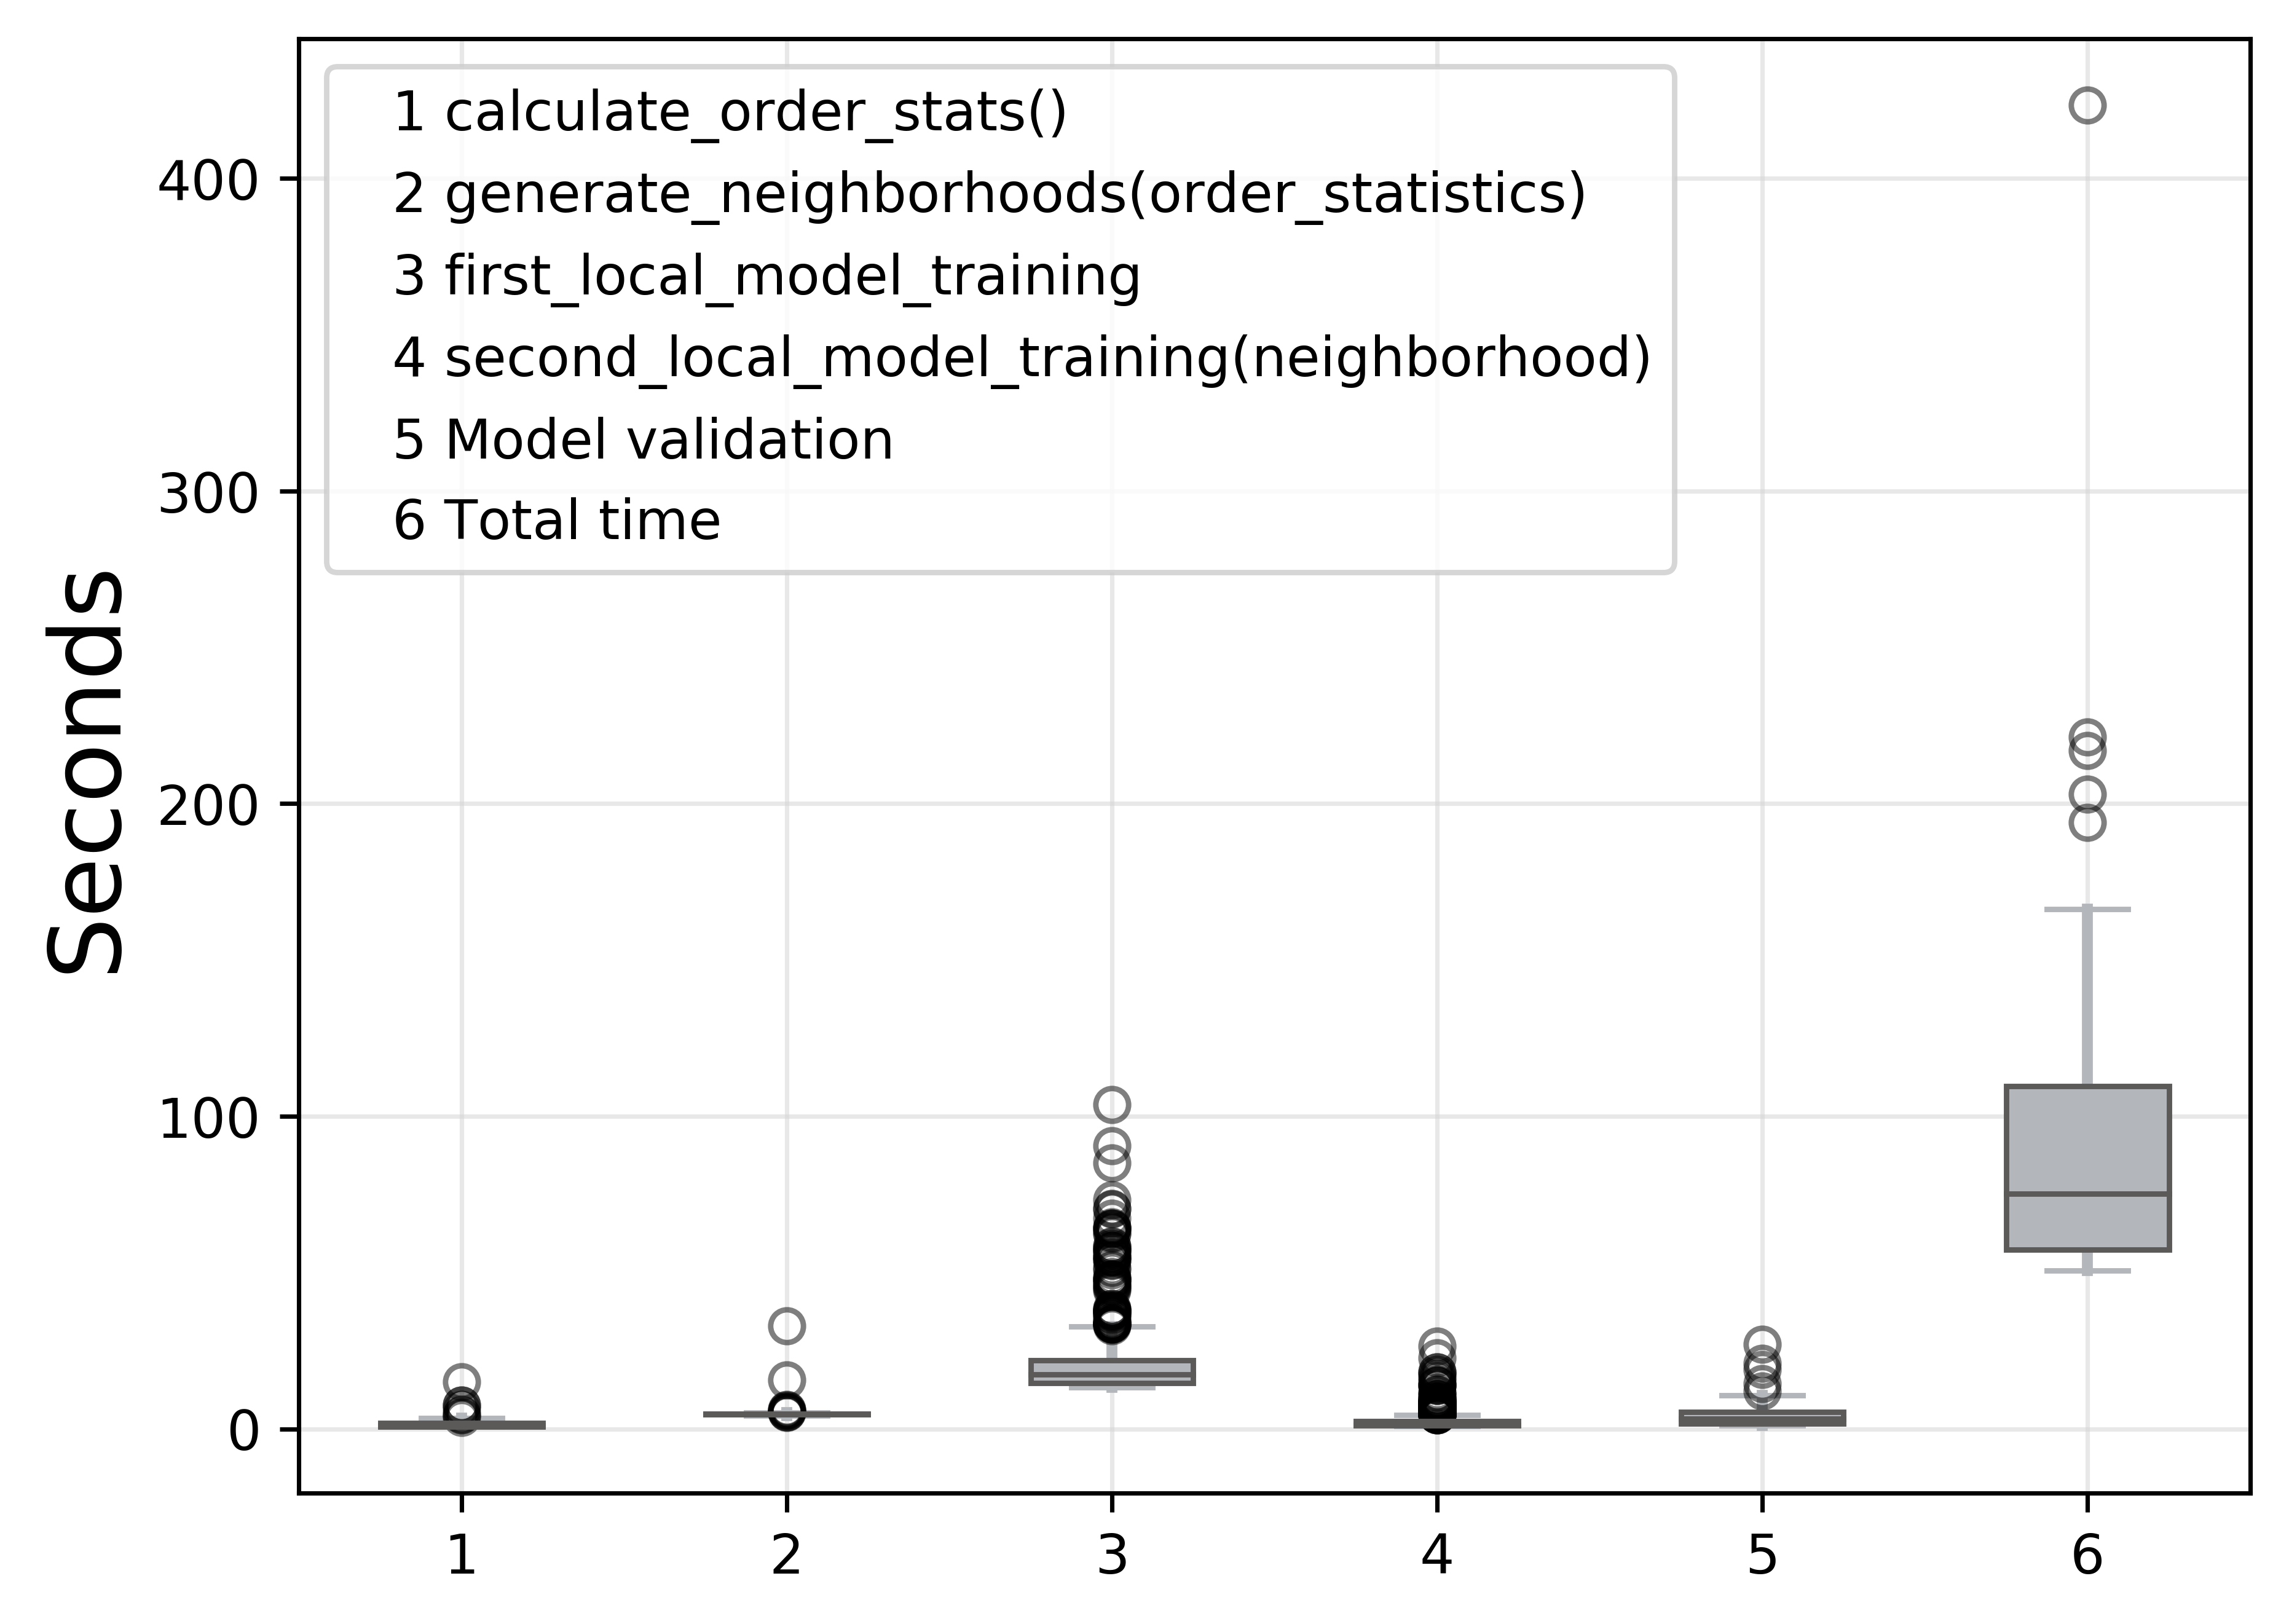 1 calculate_order_stats()
2 generate_neighborhoods(order_statistics)
3 first_local_model_training
4 second_local_model_training(neighborhood)
5 Model validation
6 Total time
Seconds
400
300
200
100
0
1 2 3 4 5 6